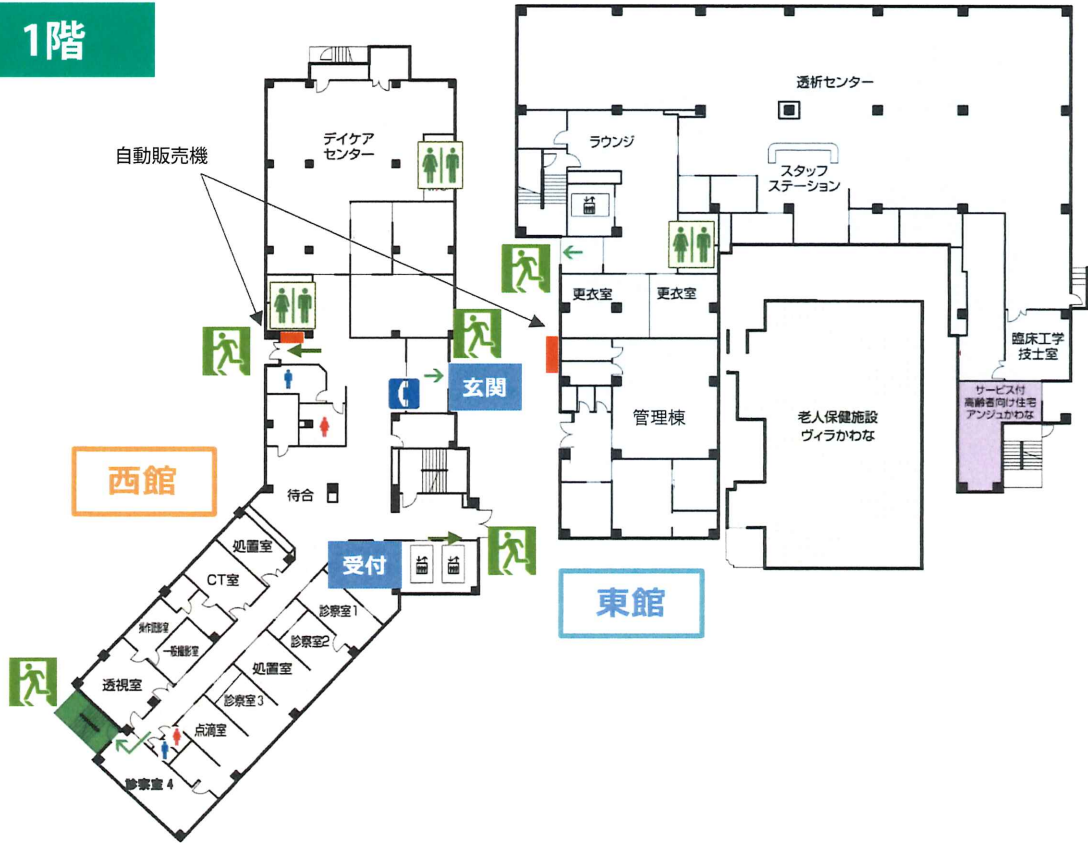 1階
自動販売機
デイケア
センター
透析センター
ラウンジ
スタッフ
ステーション
更衣室
更衣室
臨床工学
技士室
サービス付
高齢者向け住宅
アンジュかわな
玄関
管理棟
老人保健施設
ヴィラかわな
西館
待合
受付
東館
処置室
CT室
一般撮影室
透視室
診察室1
診察室2
処置室
診察室3
点滴室
診察室4